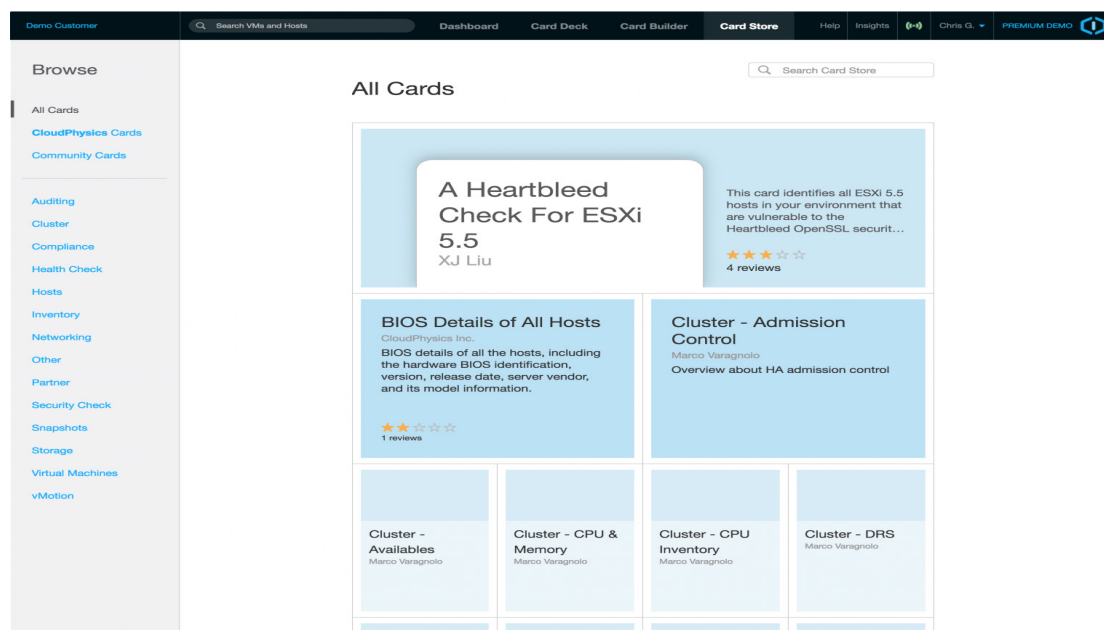 Demo Customer
Search VMs and Hosts
Dashboard
Card Deck
Card Builder
Card Store
Help
Insights
Chris G.
PREMIUM DEMO
Browse
All Cards
CloudPhysics Cards
Community Cards
Auditing
Cluster
Compliance
Health Check
Hosts
Inventory
Networking
Other
Partner
Security Check
Snapshots
Storage
Virtual Machines
vMotion
Search Card Store
All Cards
A Heartbleed
Check For ESXi
5.5
XJ Liu
This card identifies all ESXi 5.5
hosts in your environment that
are vulnerable to the
Heartbleed OpenSSL securit...
4 reviews
BIOS Details of All Hosts
CloudPhysics Inc.
BIOS details of all the hosts, including
the hardware BIOS identification,
version, release date, server vendor,
and its model information.
1 reviews
Cluster - Admission
Control
Marco Varagnolo
Overview about HA admission control
Cluster -
Availables
Marco Varagnolo
Cluster - CPU &
Memory
Marco Varagnolo
Cluster - CPU
Inventory
Marco Varagnolo
Cluster - DRS
Marco Varagnolo